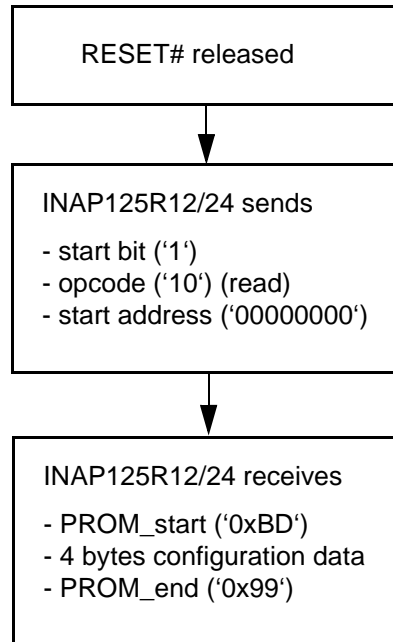 RESET# released
INAP125R12/24 sends
- start bit (‘1‘)
- opcode (‘10‘) (read)
- start address (‘00000000‘)
INAP125R12/24 receives
- PROM_start (‘0xBD‘)
- 4 bytes configuration data
- PROM_end (‘0x99‘)